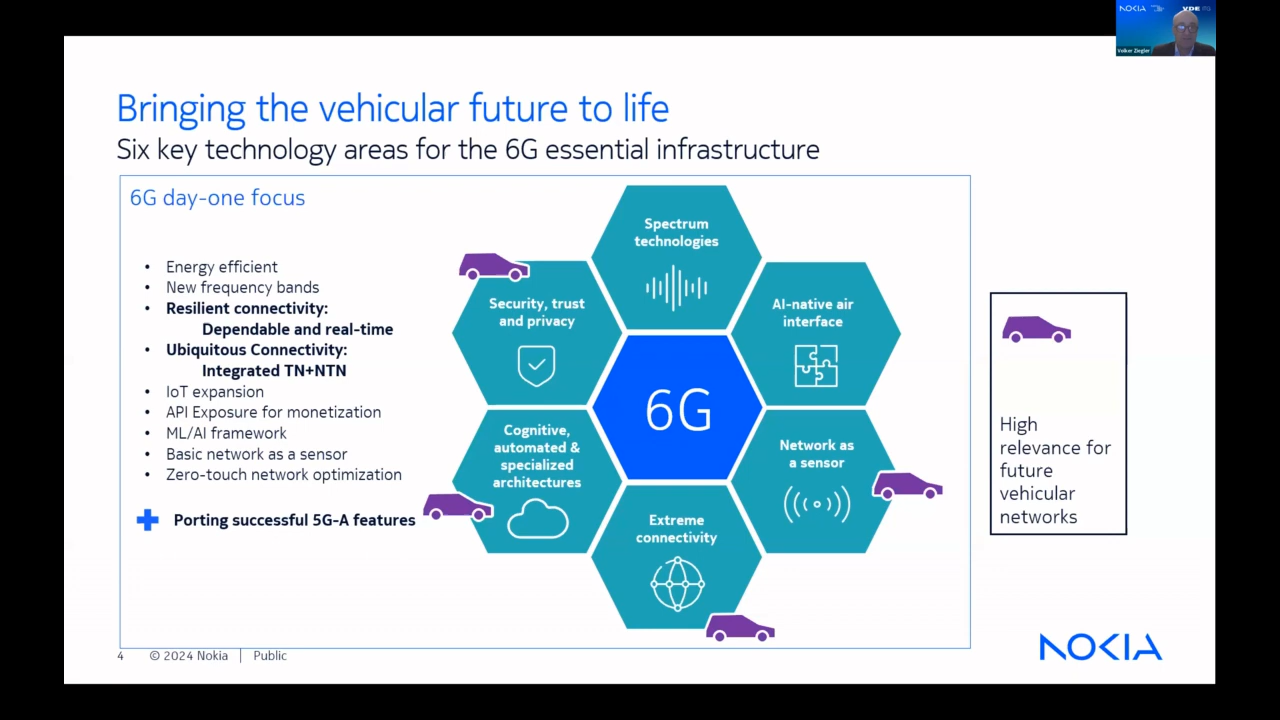 NOKIA
VDE
Volker Ziegler
Bringing the vehicular future to life
Six key technology areas for the 6G essential infrastructure
6G day-one focus
• Energy efficient
• New frequency bands
• Resilient connectivity:
Dependable and real-time
• Ubiquitous Connectivity:
Integrated TN+NTN
• IoT expansion
• API Exposure for monetization
• ML/AI framework
• Basic network as a sensor
• Zero-touch network optimization
Porting successful 5G-A features
Spectrum
technologies
Security, trust
and privacy
AI-native air
interface
6G
Cognitive,
automated &
specialized
architectures
Network as
a sensor
Extreme
connectivity
High
relevance for
future
vehicular
networks
4 © 2024 Nokia | Public
NOKIA